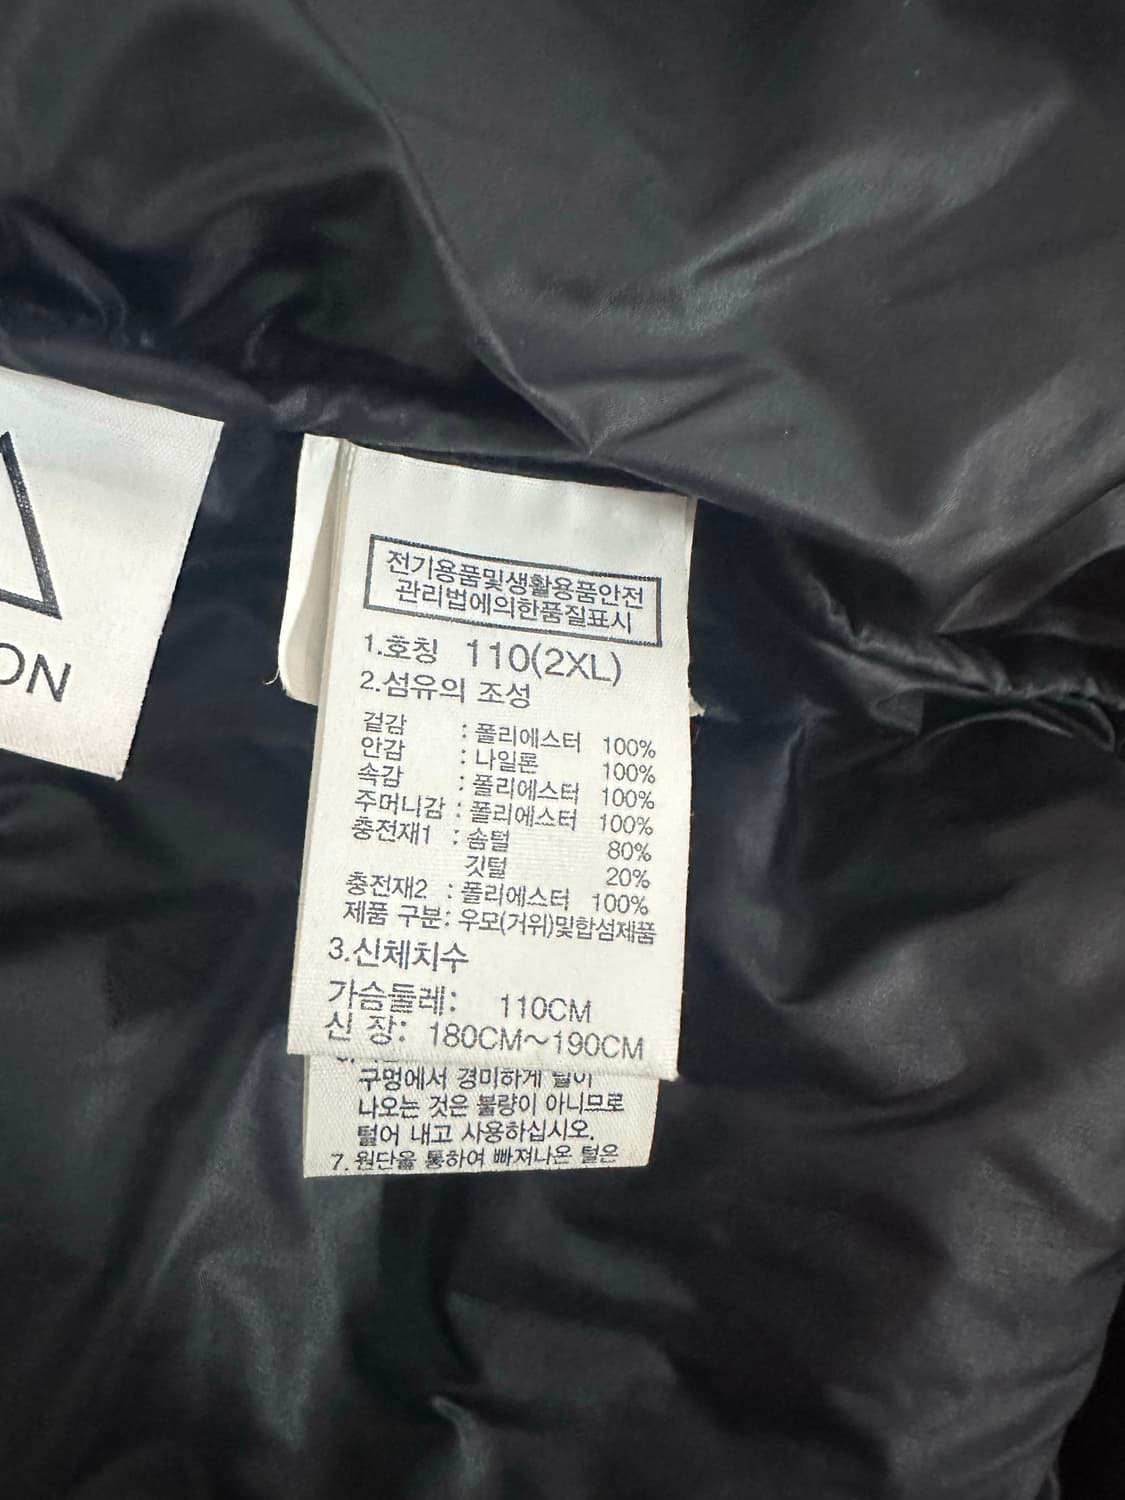 ON
전기용품및생활용품안전
관리법에의한품질표시
1.호칭 110(2XL)
2.섬유의 조성
겉감 : 폴리에스터 100%
안감 : 나일론 100%
속감 : 폴리에스터 100%
주머니감 : 폴리에스터 100%
충전재1 : 솜털 80%
깃털 20%
충전재2 : 폴리에스터 100%
제품 구분: 우모(거위)및합섬제품
3.신체치수
가슴둘레: 110CM
신 장: 180CM~190CM
구멍에서 경미하게 털이
나오는 것은 불량이 아니므로
털어 내고 사용하십시오.
7. 원단을 통하여 빠져나온 털은